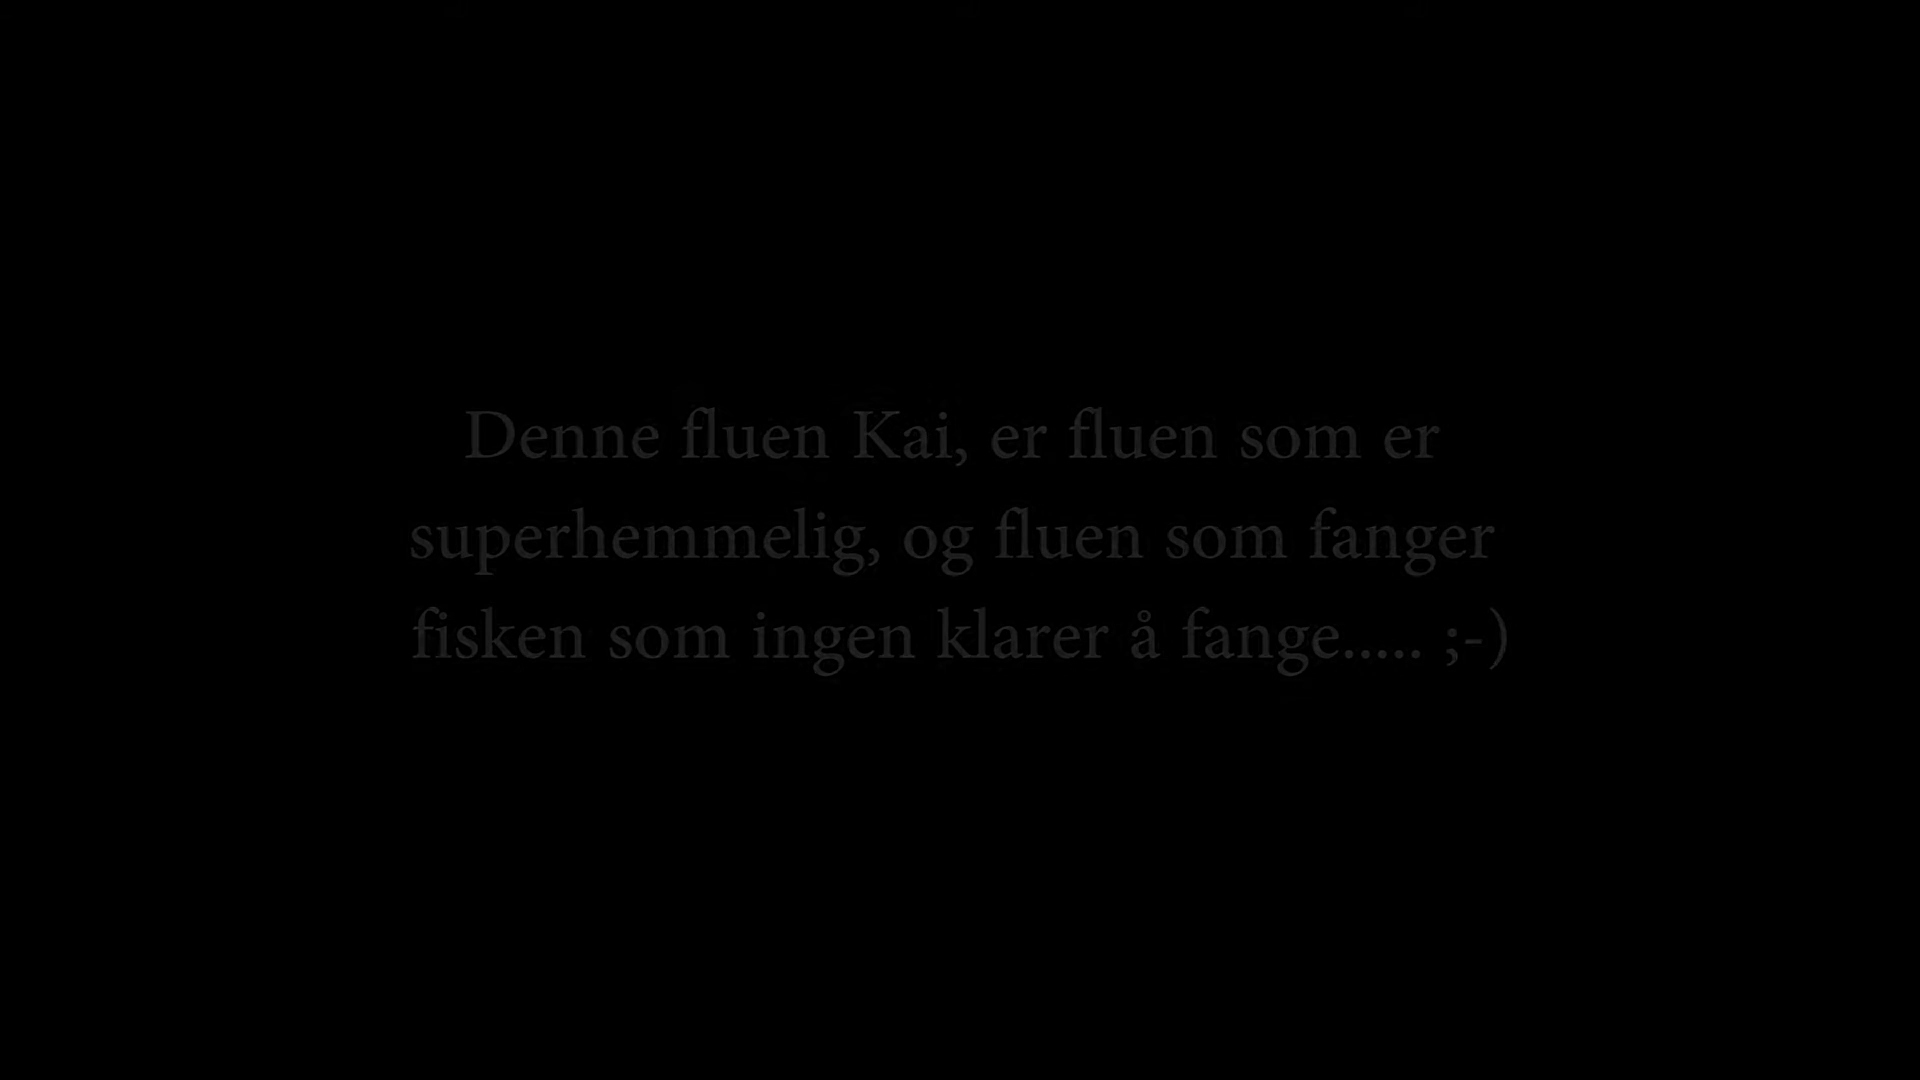 Denne fluen Kai, er fluen som er
superhemmelig, og fluen som fanger
fisken som ingen klarer å fange..... ;-)